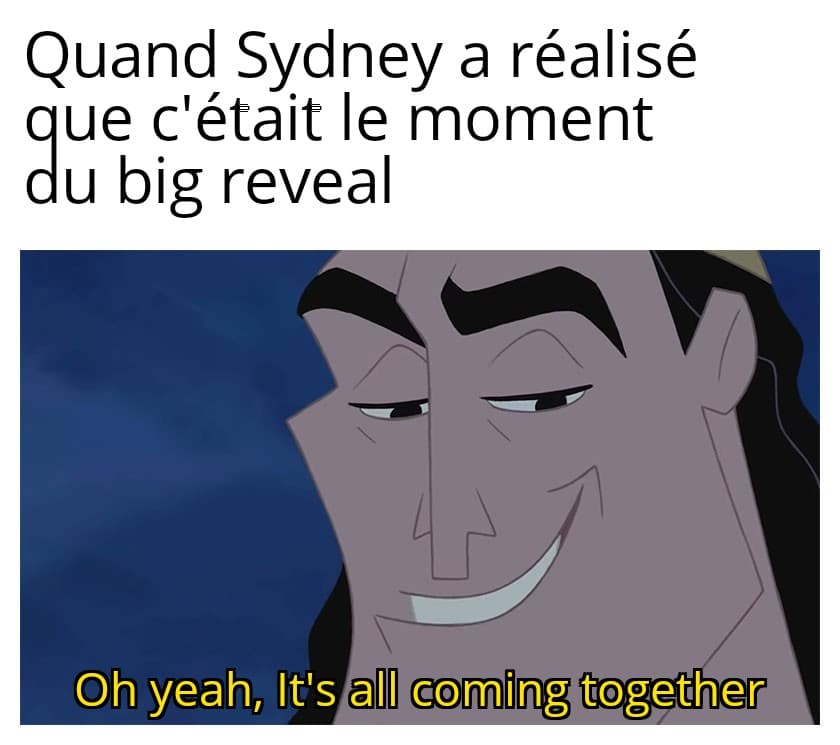 Quand Sydney a réalisé
que c'était le moment
du big reveal
Oh yeah, It's all coming together